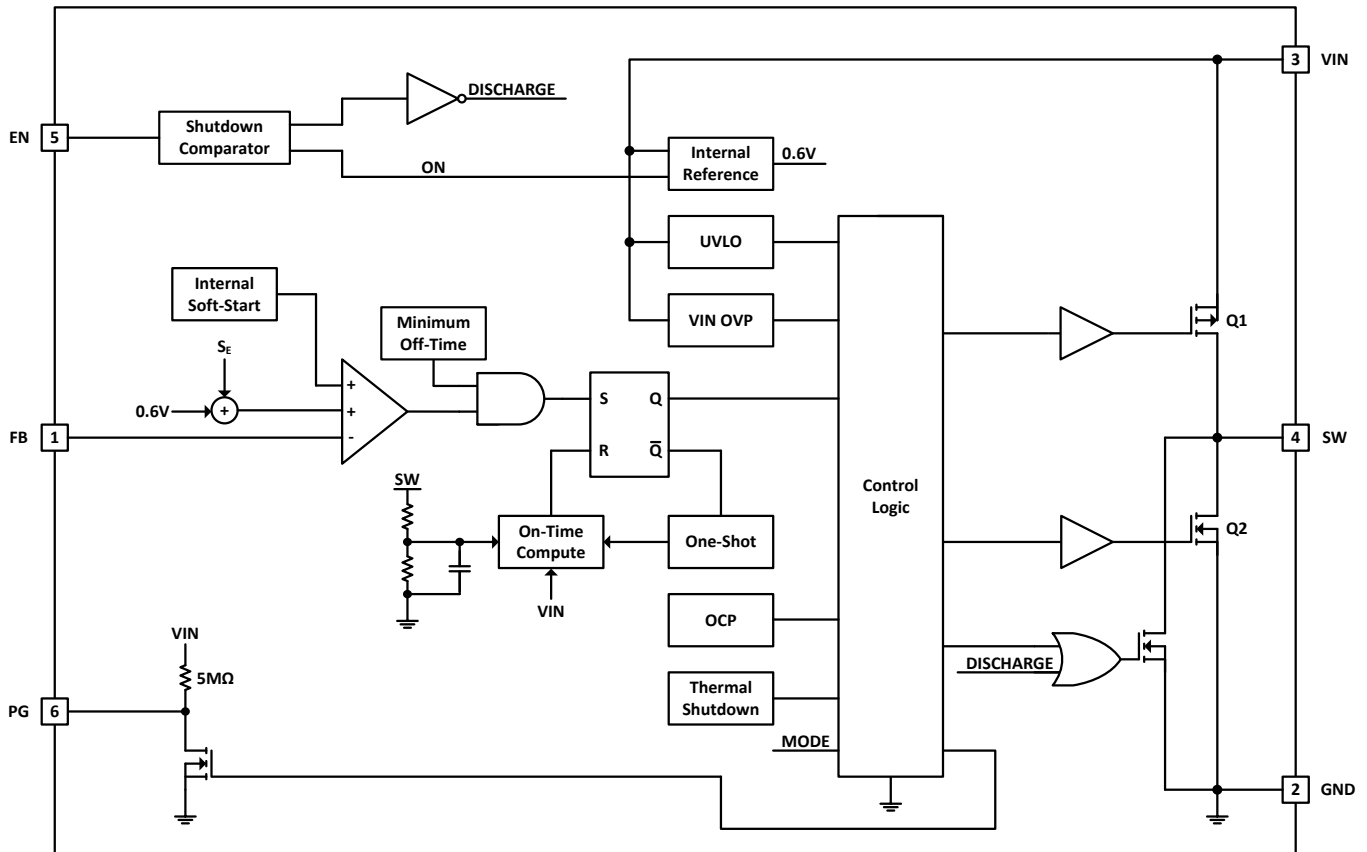 3
VIN
DISCHARGE
EN
5
Shutdown
Comparator
ON
Internal
Reference
0.6V
UVLO
Internal
Soft-Start
Minimum
Off-Time
VIN OVP
Q1
SE
+
0.6V
+
+
-
S
Q
R
Q
FB
1
4
SW
SW
On-Time
Compute
One-Shot
Control
Logic
Q2
VIN
OCP
VIN
5MΩ
DISCHARGE
PG
6
Thermal
Shutdown
MODE
2
GND